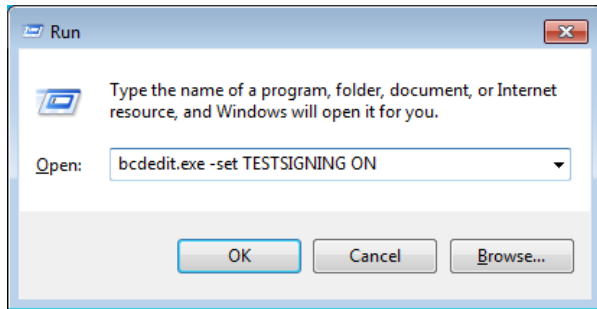 Run
Type the name of a program, folder, document, or Internet
resource, and Windows will open it for you.
Open: bcdedit.exe -set TESTSIGNING ON
OK Cancel Browse...